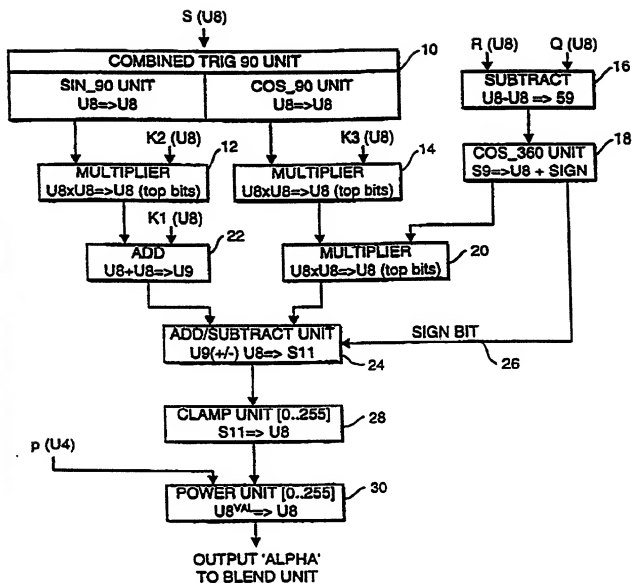 S (U8)
COMBINED TRIG 90 UNIT
10
SIN_90 UNIT
U8=>U8
COS_90 UNIT
U8=>U8
R (U8)
Q (U8)
SUBTRACT
U8-U8 => 59
16
K2 (U8)
12
K3 (U8)
14
COS_360 UNIT
S9=>U8 + SIGN
18
MULTIPLIER
U8xU8=>U8 (top bits)
MULTIPLIER
U8xU8=>U8 (top bits)
K1 (U8)
ADD
U8+U8=>U9
22
MULTIPLIER
U8xU8=>U8 (top bits)
20
ADD/SUBTRACT UNIT
U9(+/-) U8=> S11
24
SIGN BIT
26
CLAMP UNIT [0..255]
S11=> U8
28
p (U4)
POWER UNIT [0..255]
U8^VAL=> U8
30
OUTPUT 'ALPHA'
TO BLEND UNIT